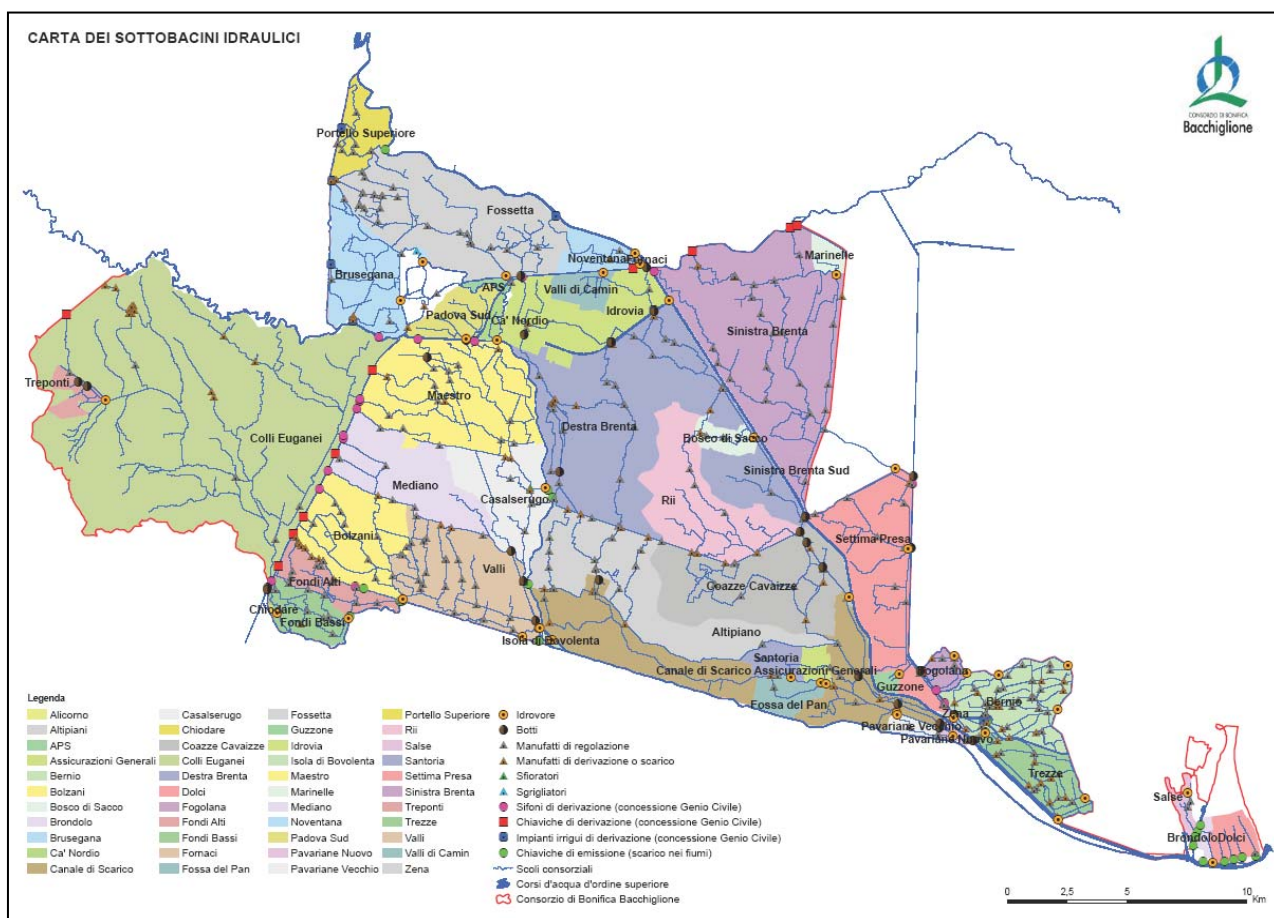 CARTA DEI SOTTOBACINI IDRAULICI
CONSORZIO DI BONIFICA
Bacchiglione
Portello Superiore
Fossetta
Brusegana
Noventana
Fornaci
Marinelle
APS
Valli di Camin
Padova Sud
Ca' Nordio
Idrovia
Sinistra Brenta
Treponti
Maestro
Colli Euganei
Destra Brenta
Bosco di Sacco
Sinistra Brenta Sud
Mediano
Casalserugo
Rii
Bolzani
Settima Presa
Valli
Fondi Alti
Coazze Cavaizze
Chiodare
Fondi Bassi
Altipiano
Isola di Bovolenta
Santoria
Canale di Scarico Assicurazioni Generali
Fogolana
Guzzone
Fossa del Pan
Bernio
Zena
Pavariane Vecchio
Pavariane Nuovo
Trezze
Salse
Brondolo
Dolci
Legenda
Alicorno
Altipiani
APS
Assicurazioni Generali
Bernio
Bolzani
Bosco di Sacco
Brondolo
Brusegana
Ca' Nordio
Canale di Scarico
Casalserugo
Chiodare
Coazze Cavaizze
Colli Euganei
Destra Brenta
Dolci
Fogolana
Fondi Alti
Fondi Bassi
Fornaci
Fossa del Pan
Fossetta
Guzzone
Idrovia
Isola di Bovolenta
Maestro
Marinelle
Mediano
Noventana
Padova Sud
Pavariane Nuovo
Pavariane Vecchio
Portello Superiore
Rii
Salse
Santoria
Settima Presa
Sinistra Brenta
Treponti
Trezze
Valli
Valli di Camin
Zena
Idrovore
Botti
Manufatti di regolazione
Manufatti di derivazione o scarico
Sfioratori
Sgrigliatori
Sifoni di derivazione (concessione Genio Civile)
Chiaviche di derivazione (concessione Genio Civile)
Impianti irrigui di derivazione (concessione Genio Civile)
Chiaviche di emissione (scarico nei fiumi)
Scoli consorziali
Corsi d'acqua d'ordine superiore
Consorzio di Bonifica Bacchiglione
0 2,5 5 10
Km